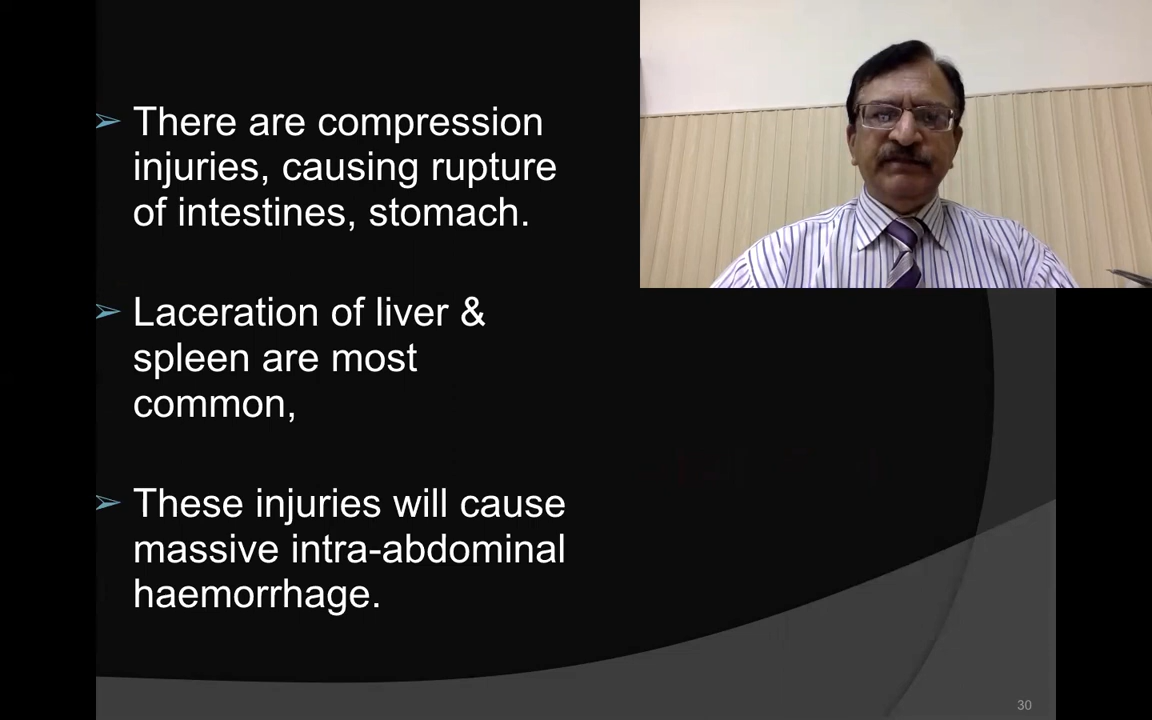 There are compression
injuries, causing rupture
of intestines, stomach.
Laceration of liver &
spleen are most
common,
These injuries will cause
massive intra-abdominal
haemorrhage.
30